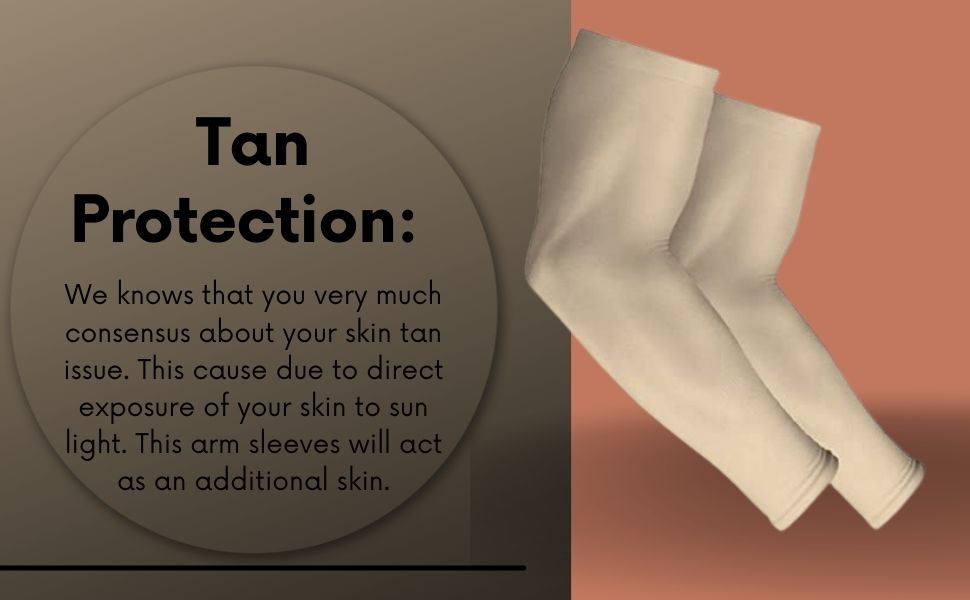 Tan
Protection:
We knows that you very much
consensus about your skin tan
issue. This cause due to direct
exposure of your skin to sun
light. This arm sleeves will act
as an additional skin.